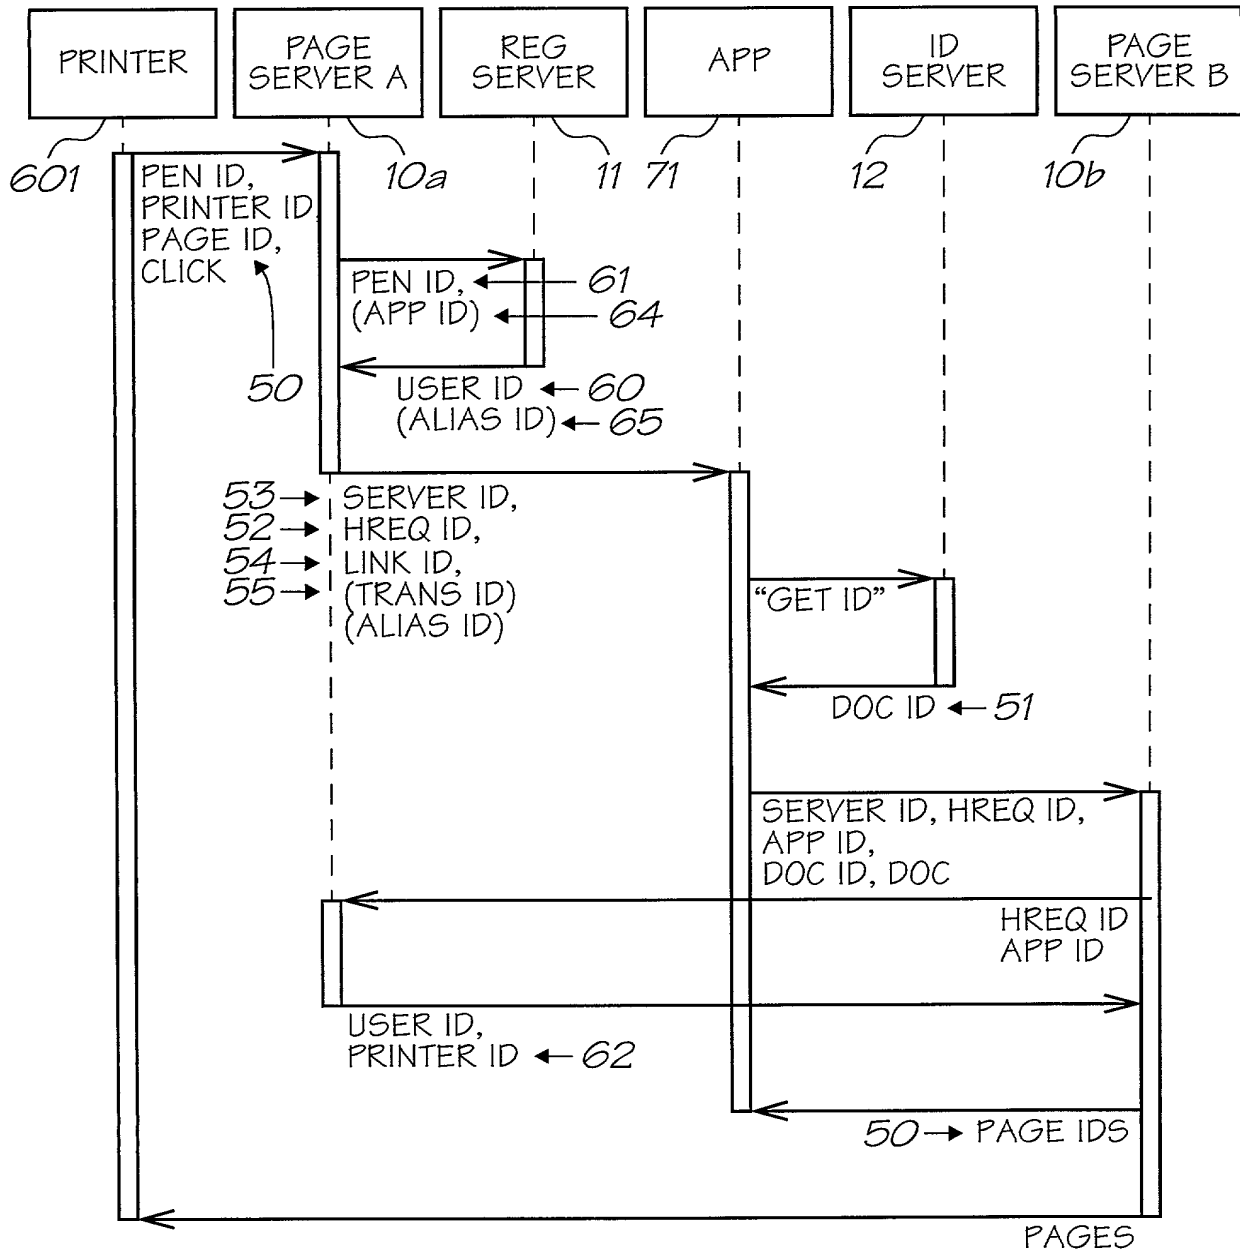 PRINTER
PAGE
SERVER A
REG
SERVER
APP
ID
SERVER
PAGE
SERVER B
601
10a
11
71
12
10b
PEN ID,
PRINTER ID
PAGE ID,
CLICK
50
PEN ID, 61
(APP ID) 64
USER ID 60
(ALIAS ID) 65
53 SERVER ID,
52 HREQ ID,
54 LINK ID,
55 (TRANS ID)
(ALIAS ID)
“GET ID”
DOC ID 51
SERVER ID, HREQ ID,
APP ID,
DOC ID, DOC
HREQ ID
APP ID
USER ID,
PRINTER ID 62
50 PAGE IDS
PAGES